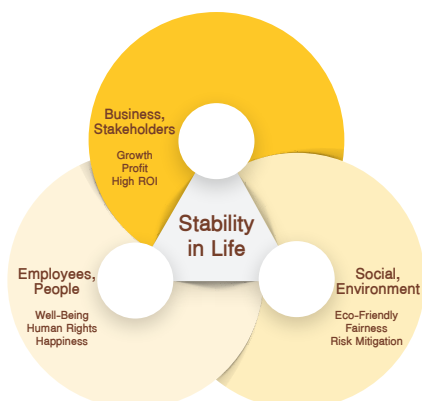 Business,
Stakeholders
Growth
Profit
High ROI
Stability
in Life
Employees,
People
Well-Being
Human Rights
Happiness
Social,
Environment
Eco-Friendly
Fairness
Risk Mitigation